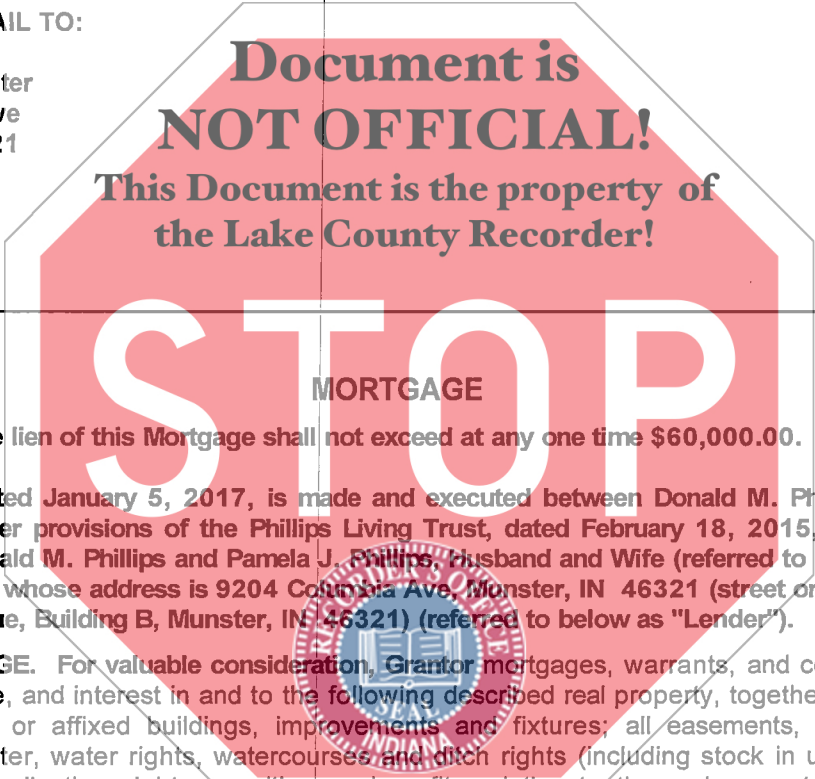 AIL TO:
ter
ve
21
Document is
NOT OFFICIAL!
This Document is the property of
the Lake County Recorder!
STOP
MORTGAGE
lien of this Mortgage shall not exceed at any one time $60,000.00.
ted January 5, 2017, is made and executed between Donald M. Ph
er provisions of the Phillips Living Trust, dated February 18, 2015,
ald M. Phillips and Pamela J. Phillips, Husband and Wife (referred to
whose address is 9204 Columbia Ave, Munster, IN 46321 (street or
e, Building B, Munster, IN 46321) (referred to below as "Lender").
GE. For valuable consideration, Grantor mortgages, warrants, and c
e, and interest in and to the following described real property, togethe
or affixed buildings, improvements and fixtures; all easements,
ter, water rights, watercourses and ditch rights (including stock in u
RECORDER'S OFFICE
SEAL
INDIANA